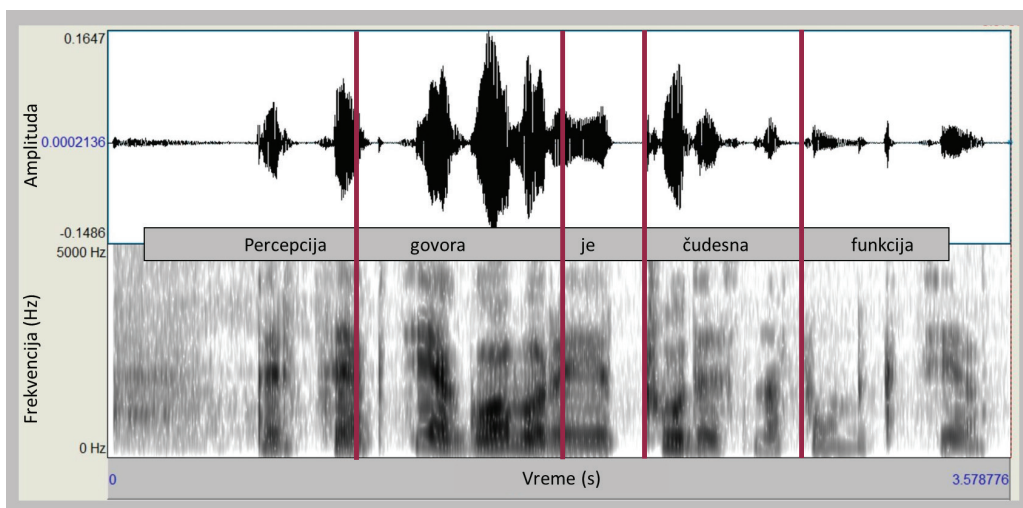 0.1647
Amplituda
0.0002136
-0.1486
5000 Hz
Percepcija govora je čudesna funkcija
Frekvencija (Hz)
0 Hz
0 Vreme (s) 3.578776